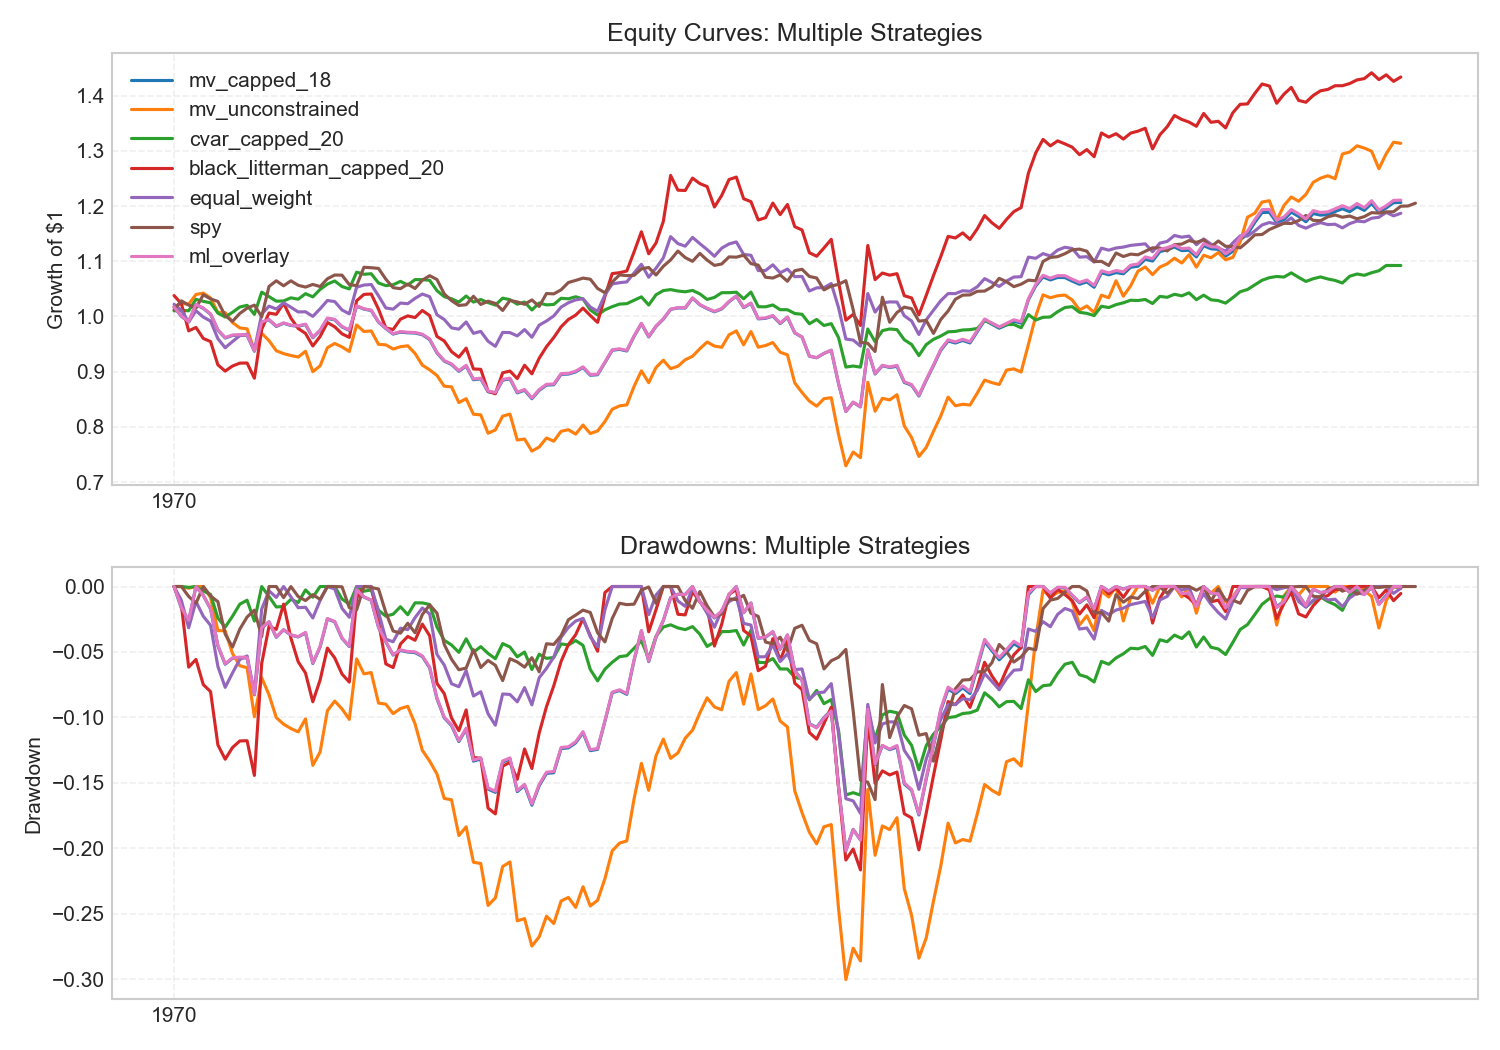 Equity Curves: Multiple Strategies
mv_capped_18
mv_unconstrained
cvar_capped_20
black_litterman_capped_20
equal_weight
spy
ml_overlay
Growth of $1
1.4
1.3
1.2
1.1
1.0
0.9
0.8
0.7
1970
Drawdowns: Multiple Strategies
Drawdown
0.00
−0.05
−0.10
−0.15
−0.20
−0.25
−0.30
1970